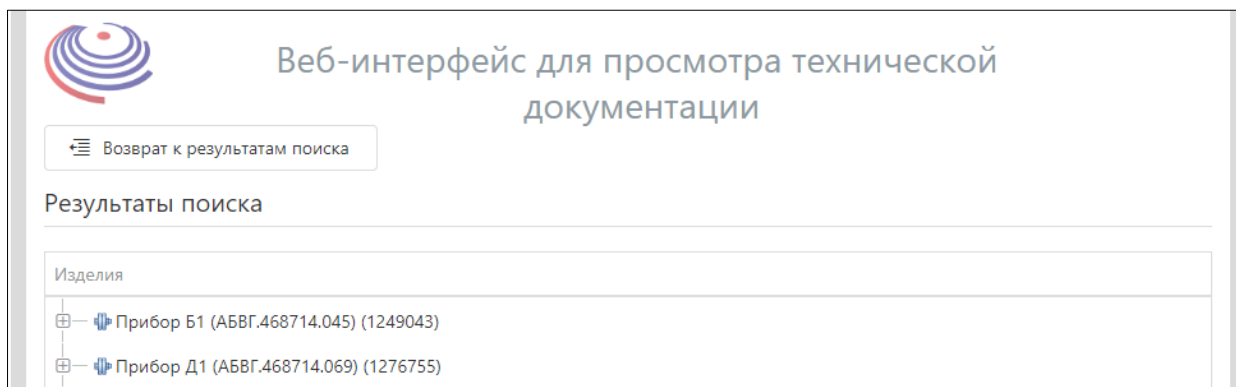 Веб-интерфейс для просмотра технической
документации
Возврат к результатам поиска
Результаты поиска
Изделия
Прибор Б1 (АБВГ.468714.045) (1249043)
Прибор Д1 (АБВГ.468714.069) (1276755)